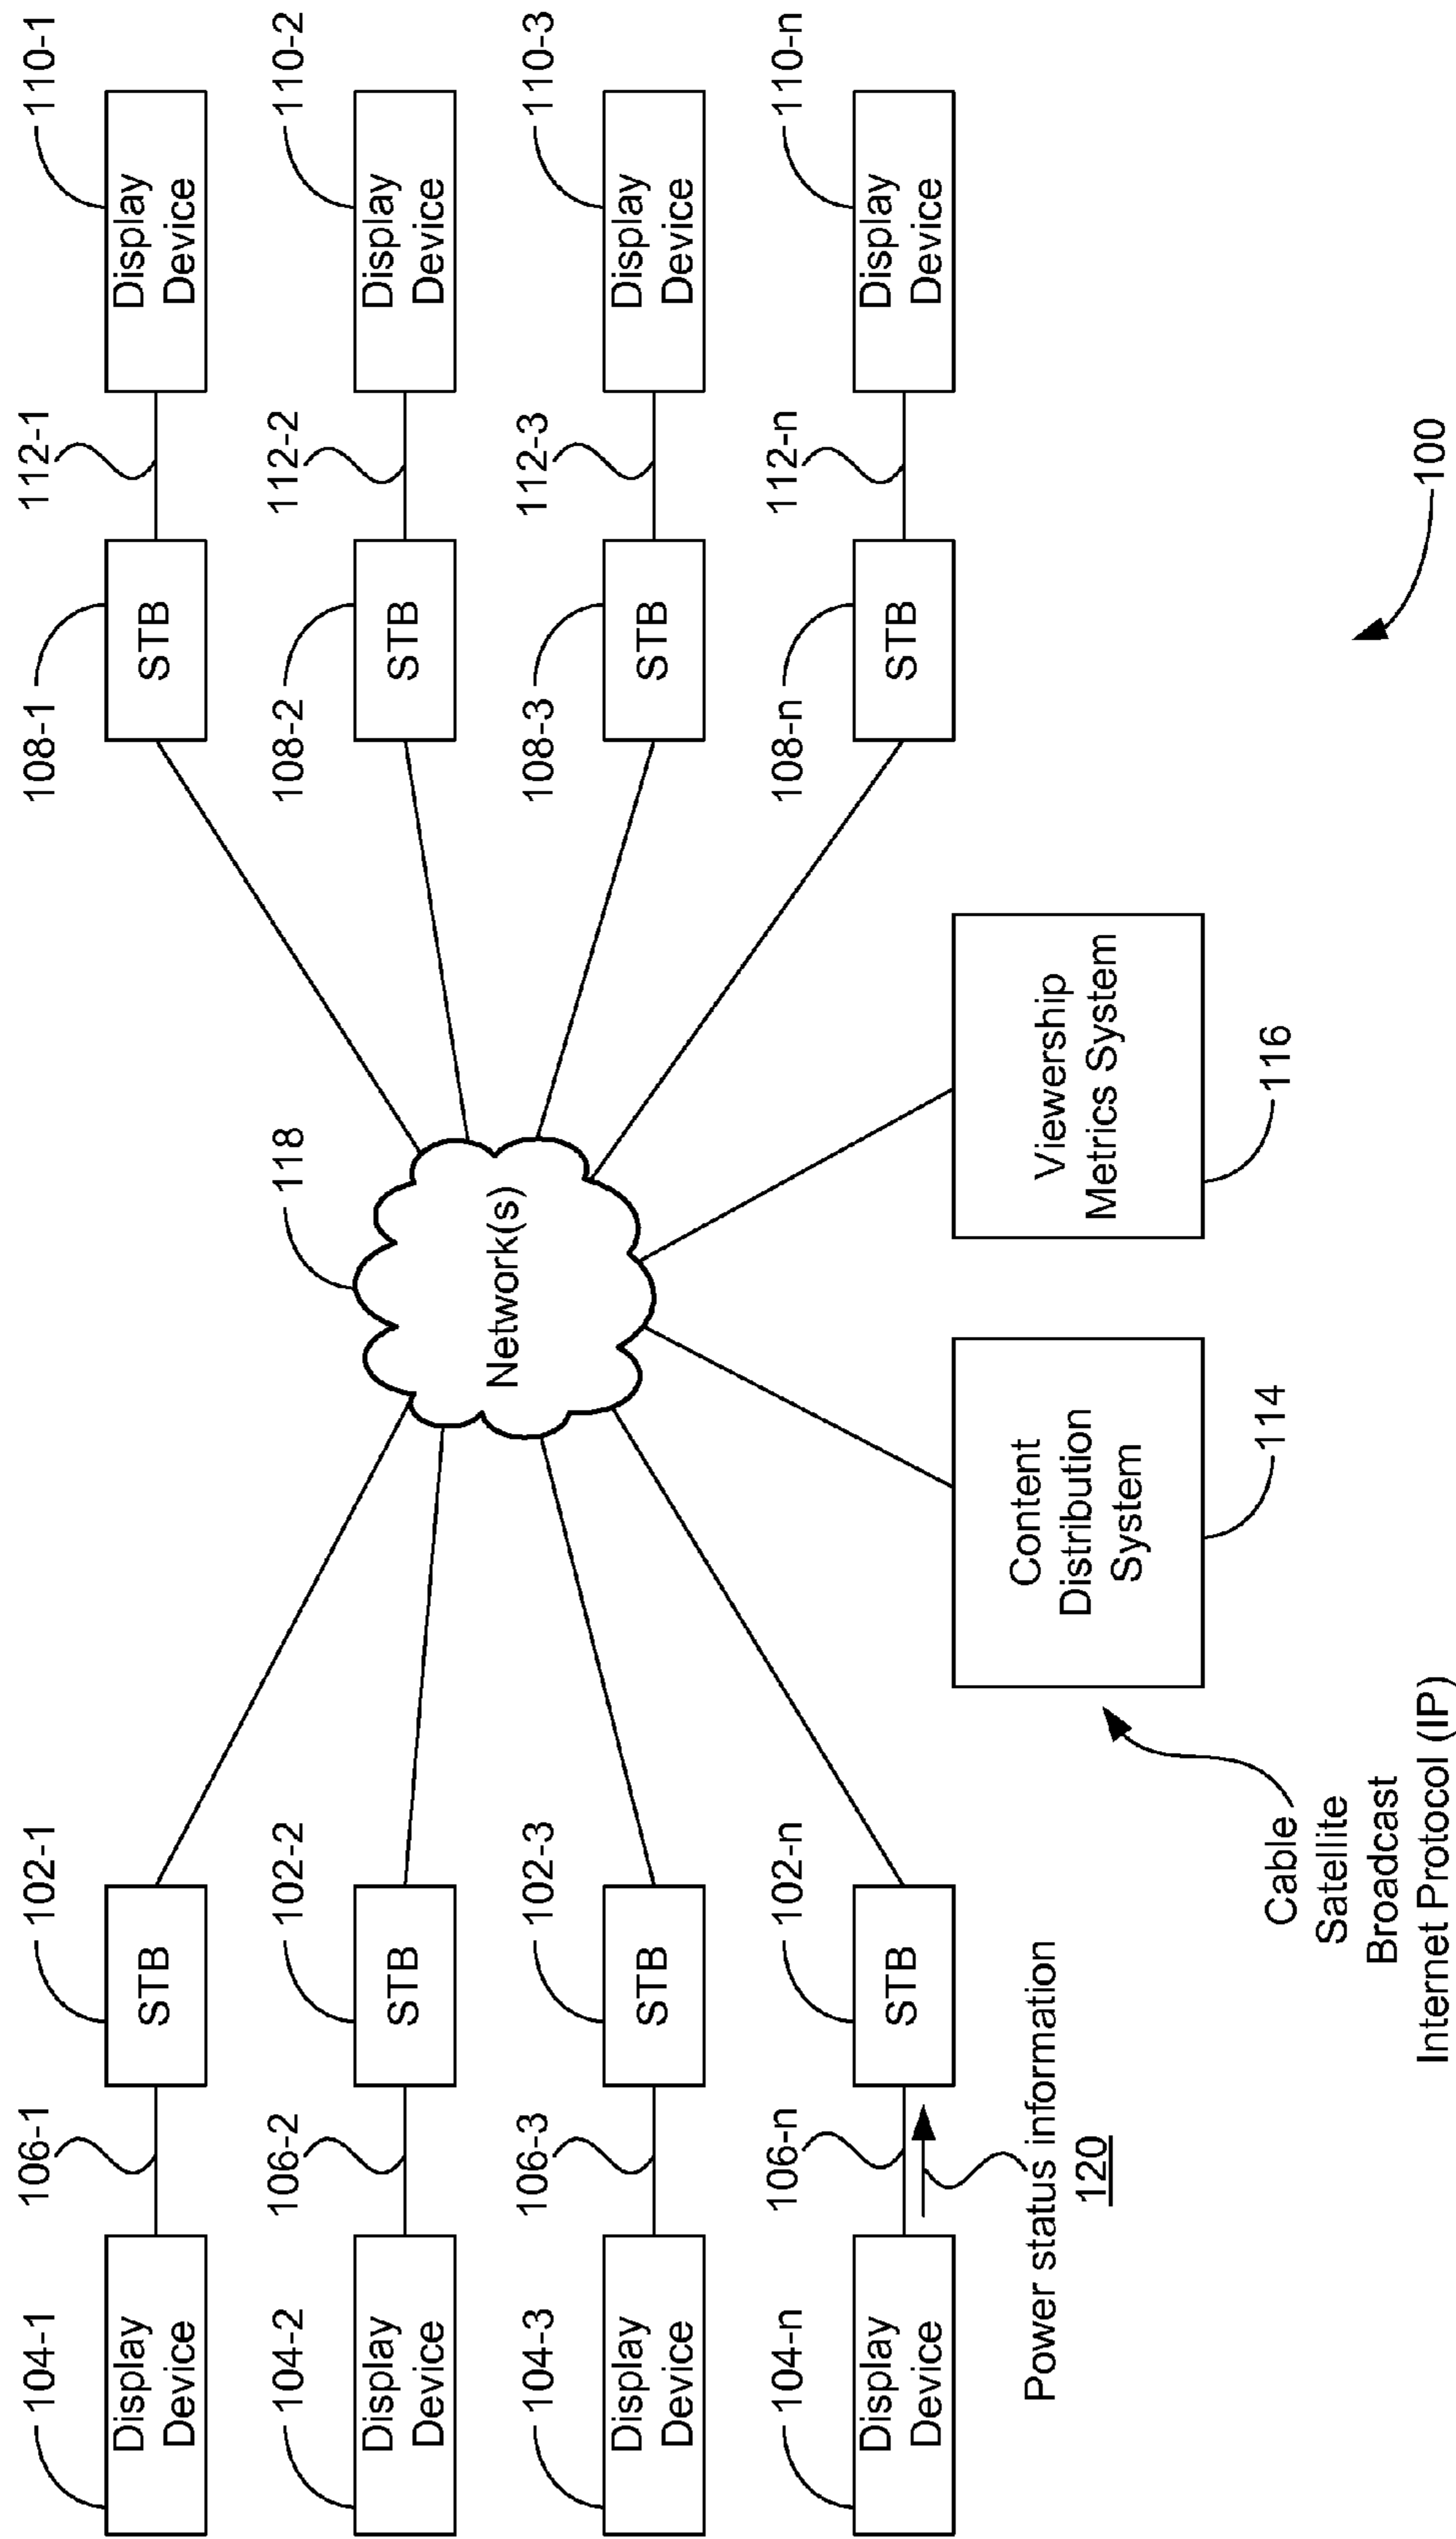 104-1
106-1
102-1
108-1
112-1
110-1
Display
Device
STB
STB
Display
Device
104-2
106-2
102-2
118
108-2
112-2
110-2
Display
Device
STB
STB
Display
Device
Network(s)
104-3
106-3
102-3
108-3
112-3
110-3
Display
Device
STB
STB
Display
Device
104-n
106-n
102-n
108-n
112-n
110-n
Display
Device
STB
STB
Display
Device
Power status information
120
Content
Distribution
System
114
Viewership
Metrics System
116
Cable
Satellite
Broadcast
Internet Protocol (IP)
100